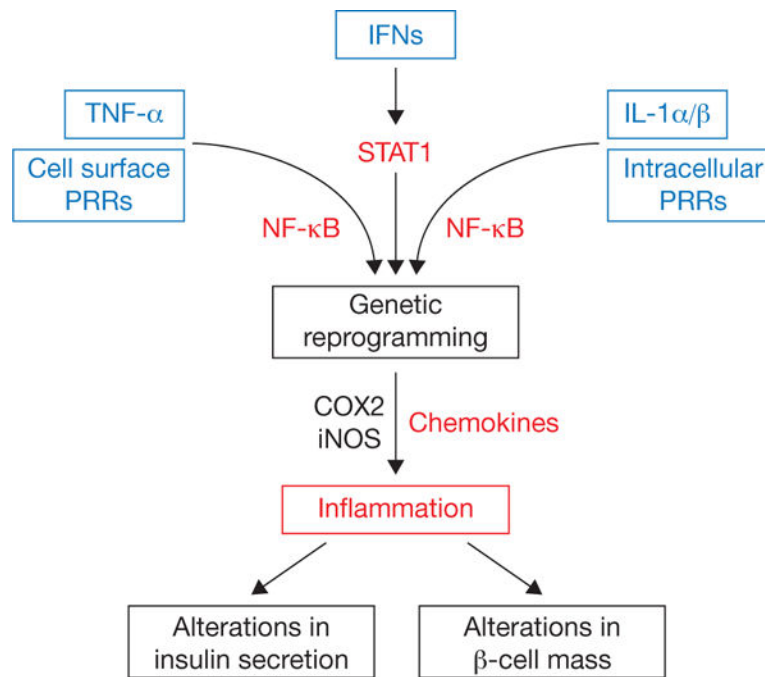 IFNs
TNF-α
IL-1α/β
STAT1
Cell surface
PRRs
Intracellular
PRRs
NF-κB
NF-κB
Genetic
reprogramming
COX2
iNOS
Chemokines
Inflammation
Alterations in
insulin secretion
Alterations in
β-cell mass